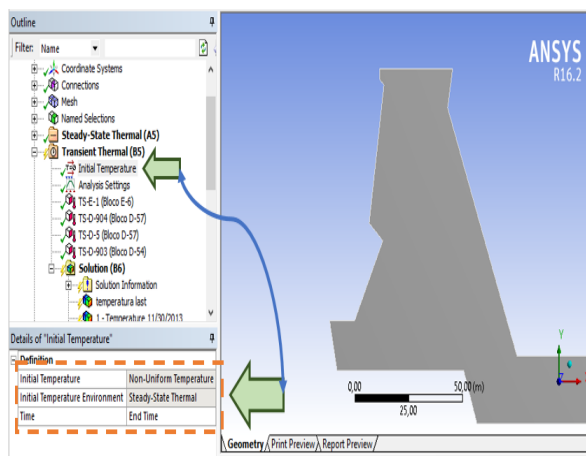 Outline
Filter: Name
Coordinate Systems
Connections
Mesh
Named Selections
Steady-State Thermal (A5)
Transient Thermal (B5)
Initial Temperature
Analysis Settings
TS-E-1 (Bloco E-6)
TS-D-904 (Bloco D-57)
TS-D-5 (Bloco D-57)
TS-D-903 (Bloco D-54)
Solution (B6)
Solution Information
temperatura last
1 - Temperature 11/30/2013
Details of "Initial Temperature"
Definition
Initial Temperature Non-Uniform Temperature
Initial Temperature Environment Steady-State Thermal
Time End Time
ANSYS
R16.2
Y
X
0,00 50,00 (m)
25,00
Geometry Print Preview Report Preview